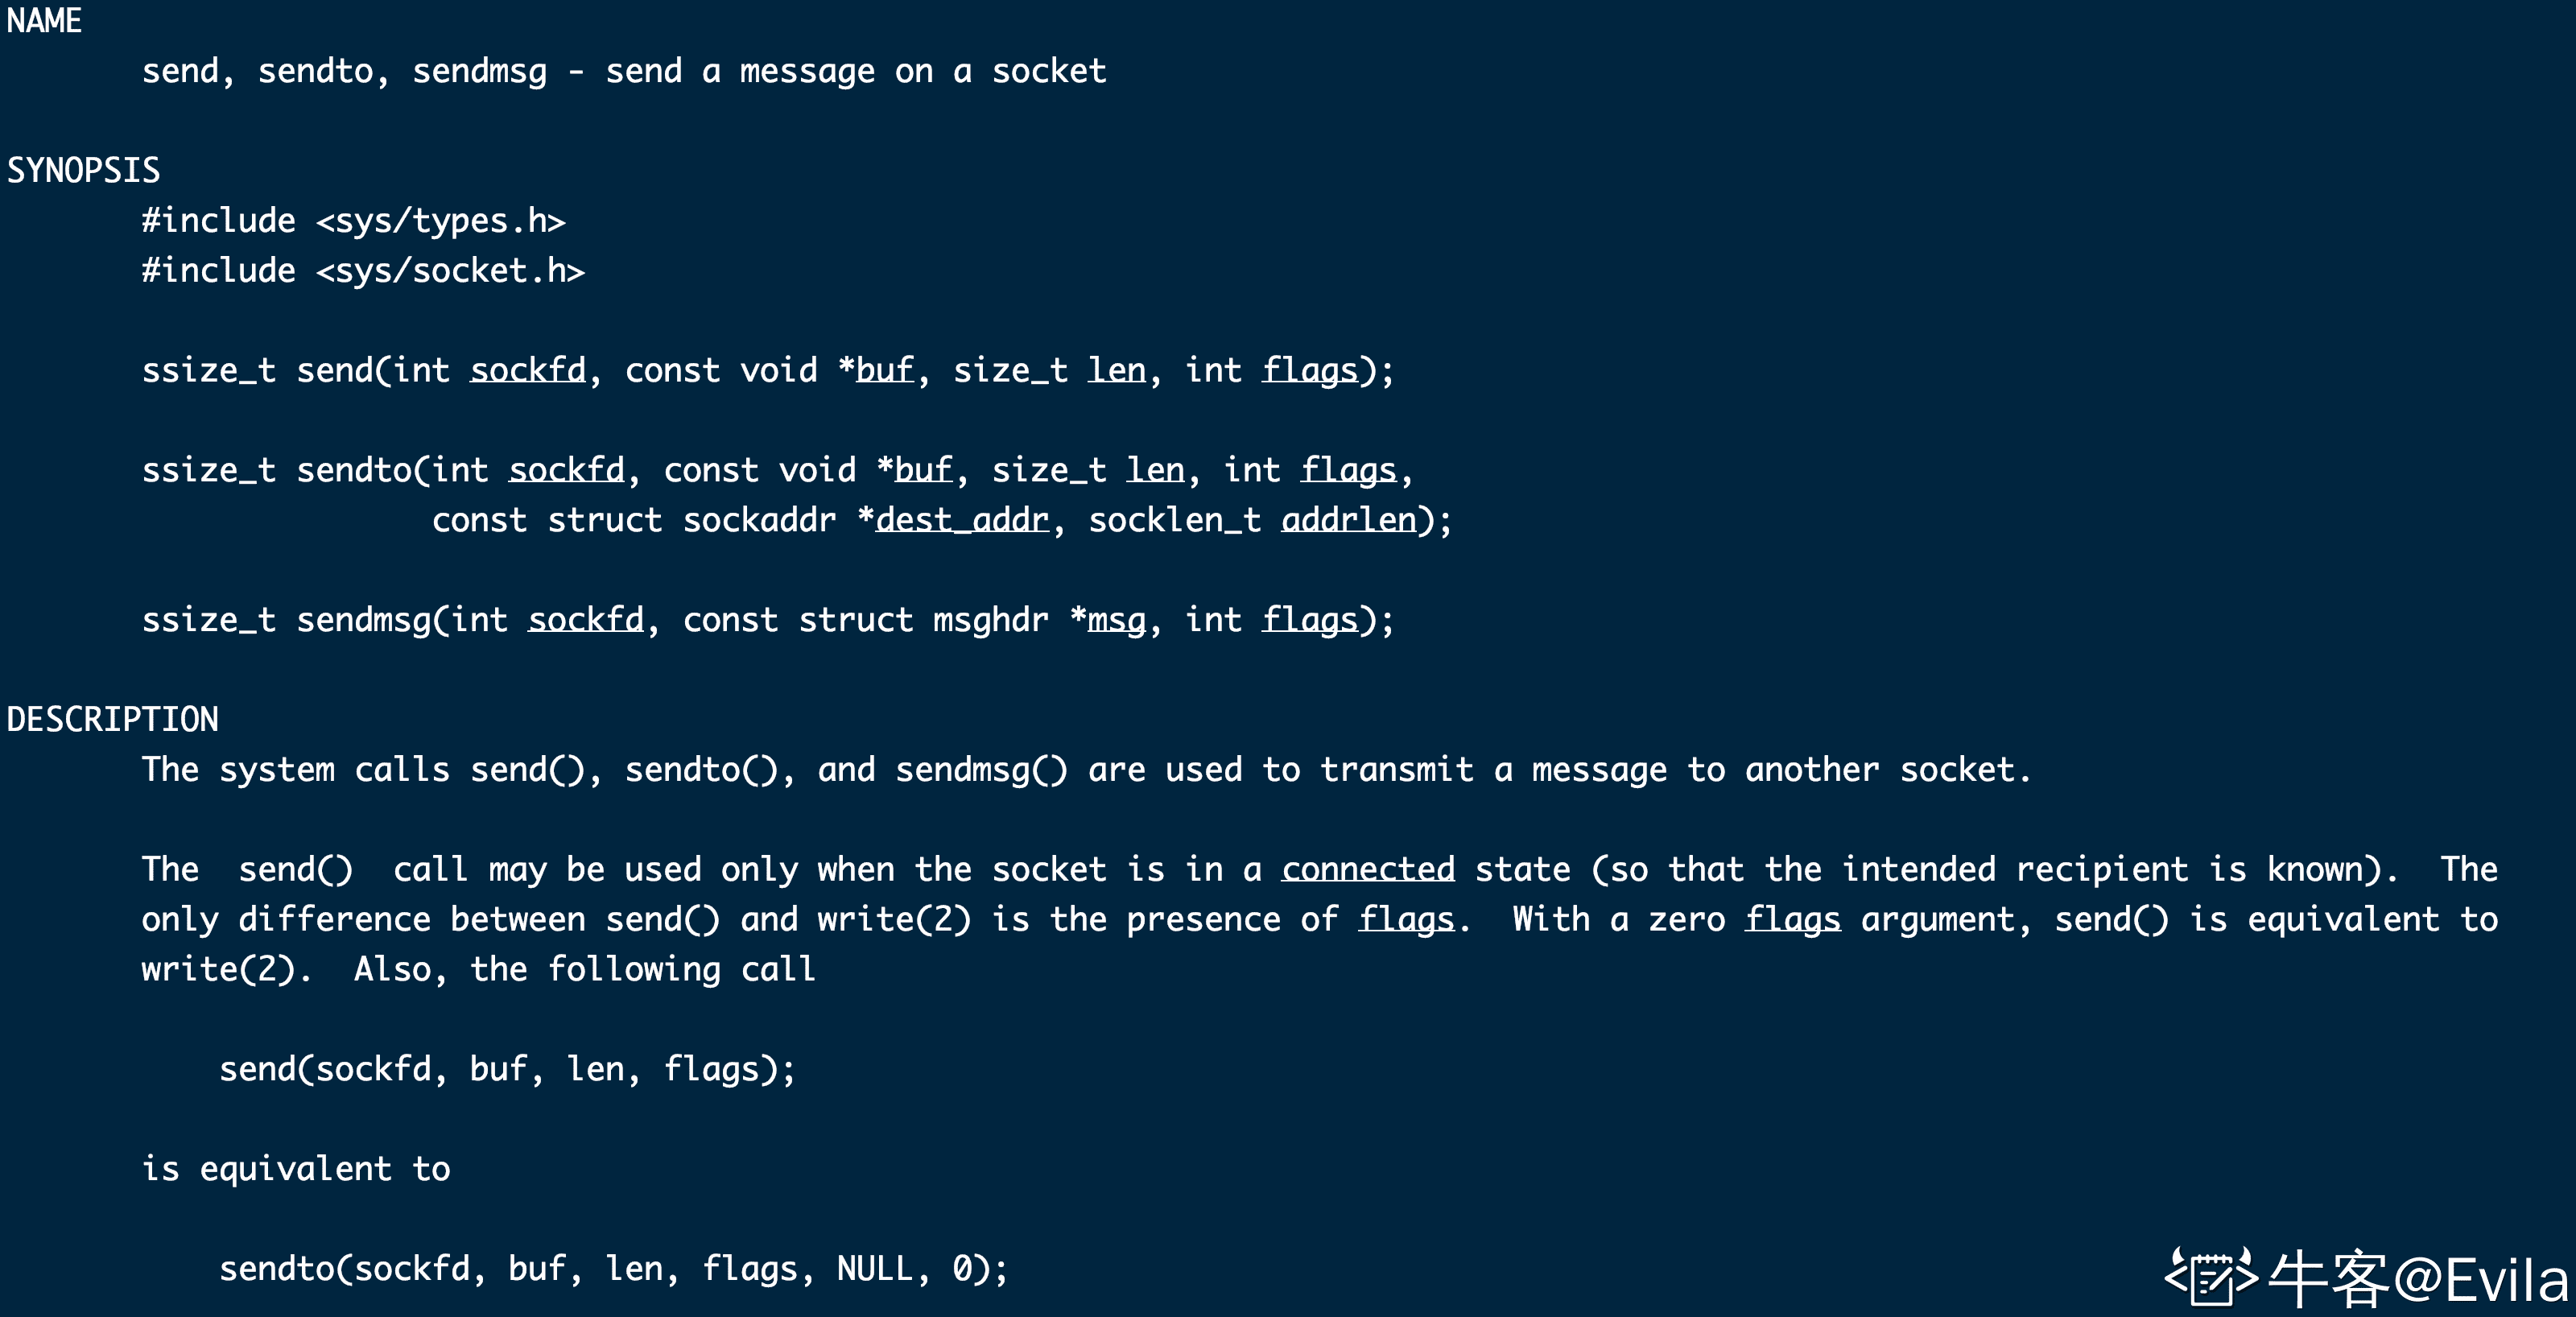 NAME
send, sendto, sendmsg - send a message on a socket
SYNOPSIS
#include <sys/types.h>
#include <sys/socket.h>
ssize_t send(int sockfd, const void *buf, size_t len, int flags);
ssize_t sendto(int sockfd, const void *buf, size_t len, int flags,
const struct sockaddr *dest_addr, socklen_t addrlen);
ssize_t sendmsg(int sockfd, const struct msghdr *msg, int flags);
DESCRIPTION
The system calls send(), sendto(), and sendmsg() are used to transmit a message to another socket.
The  send()  call may be used only when the socket is in a connected state (so that the intended recipient is known).  The
only difference between send() and write(2) is the presence of flags.  With a zero flags argument, send() is equivalent to
write(2).  Also, the following call
send(sockfd, buf, len, flags);
is equivalent to
sendto(sockfd, buf, len, flags, NULL, 0);
牛客@Evila